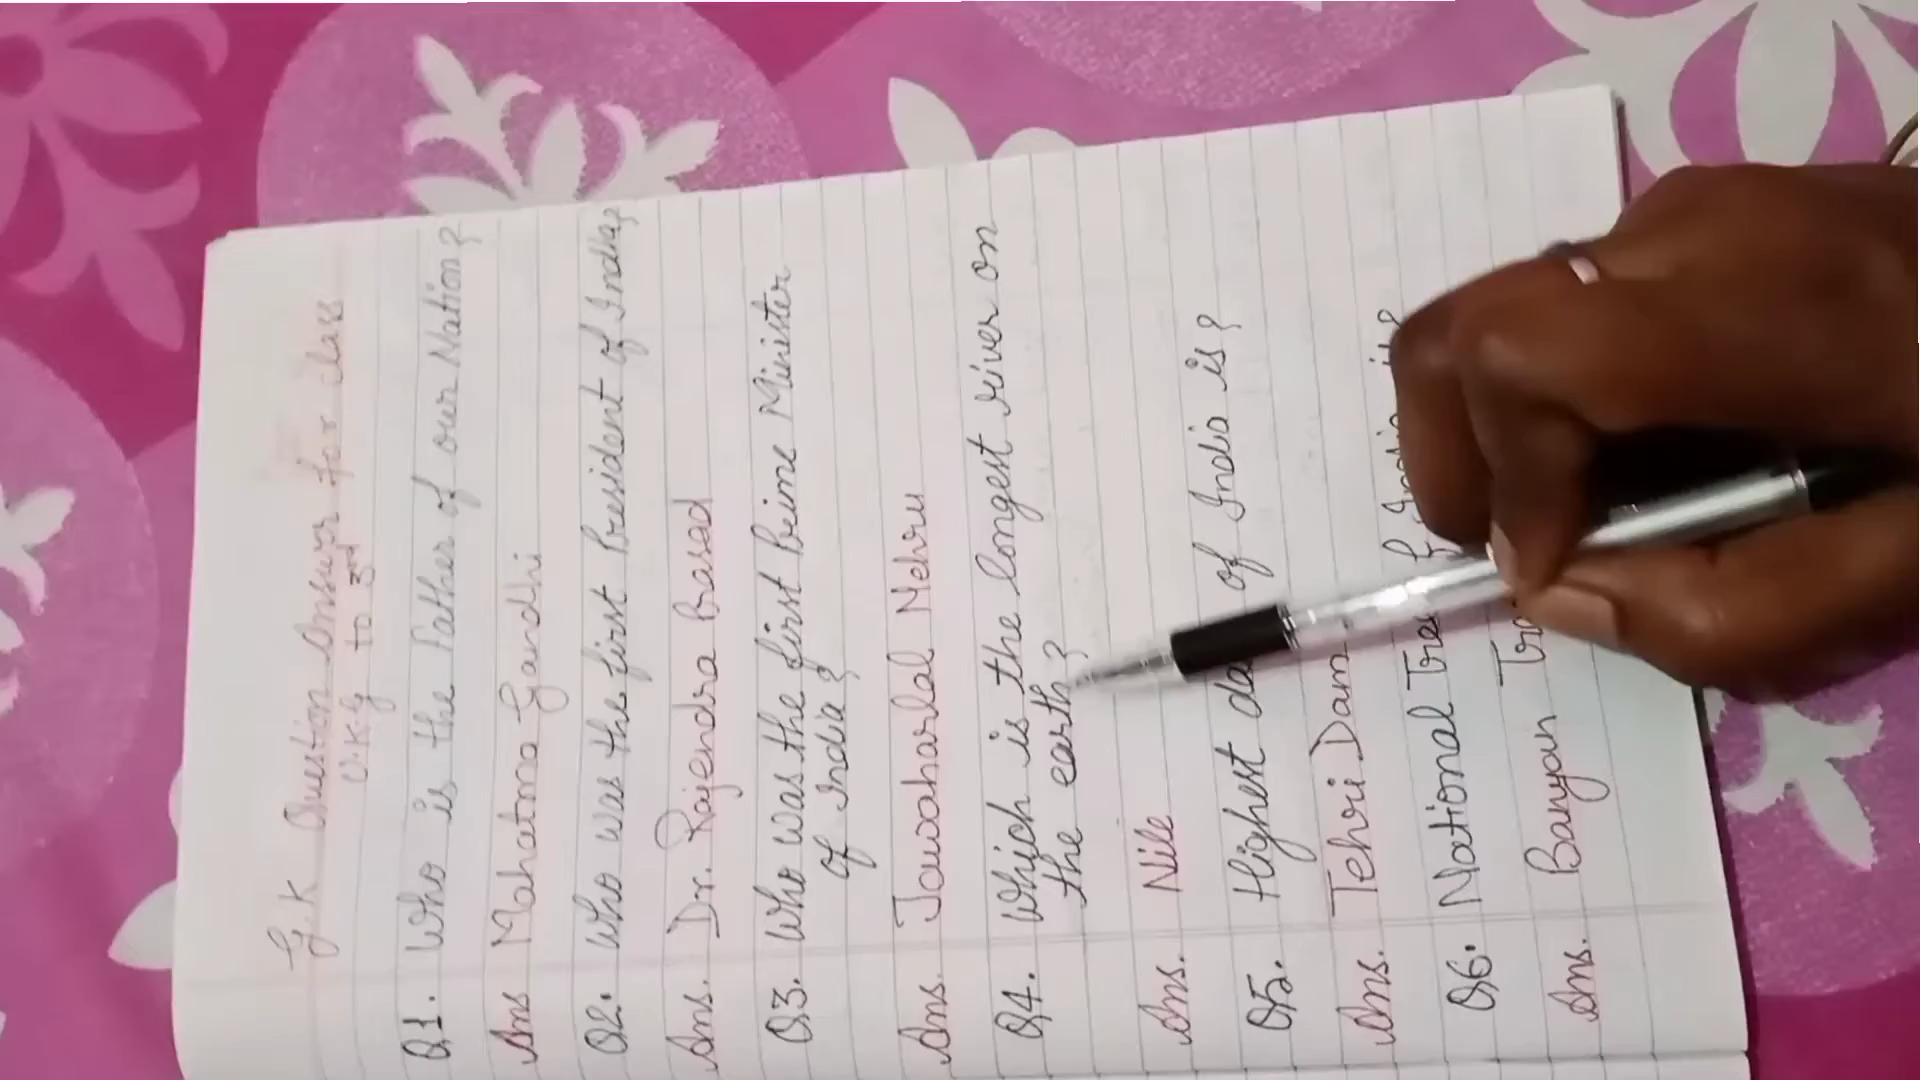 G.K Question Answer for class
U.K.G to 3rd
Q1. Who is the Father of our Nation?
Ans Mahatma Gandhi
Q2. Who was the first President of India?
Ans. Dr. Rajendra Prasad
Q3. Who was the first Prime Minister
of India?
Ans. Jawaharlal Nehru
Q4. Which is the longest river on
the earth?
Ans. Nile
Q5. Highest of India is?
Ans. Tehri Dam
Q6. National India is?
Ans. Banyan